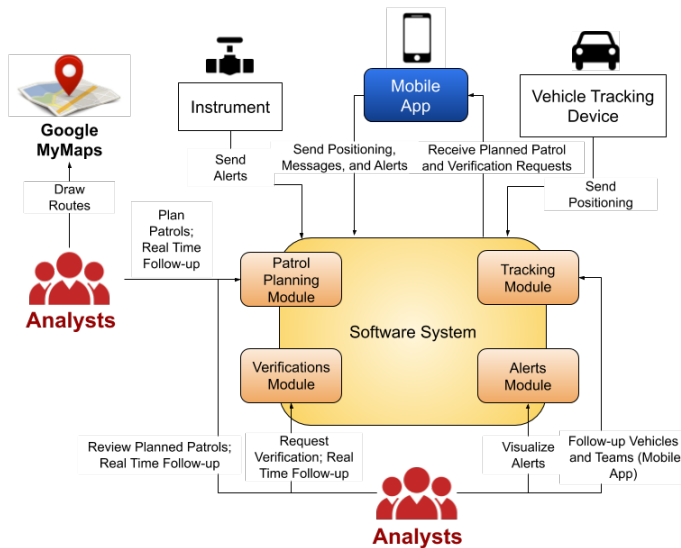 Google
MyMaps
Instrument
Mobile
App
Vehicle Tracking
Device
Send
Alerts
Send Positioning,
Messages, and Alerts
Receive Planned Patrol
and Verification Requests
Send
Positioning
Draw
Routes
Plan
Patrols;
Real Time
Follow-up
Analysts
Patrol
Planning
Module
Tracking
Module
Software System
Verifications
Module
Alerts
Module
Review Planned Patrols;
Real Time Follow-up
Request
Verification; Real
Time Follow-up
Visualize
Alerts
Follow-up Vehicles
and Teams (Mobile
App)
Analysts